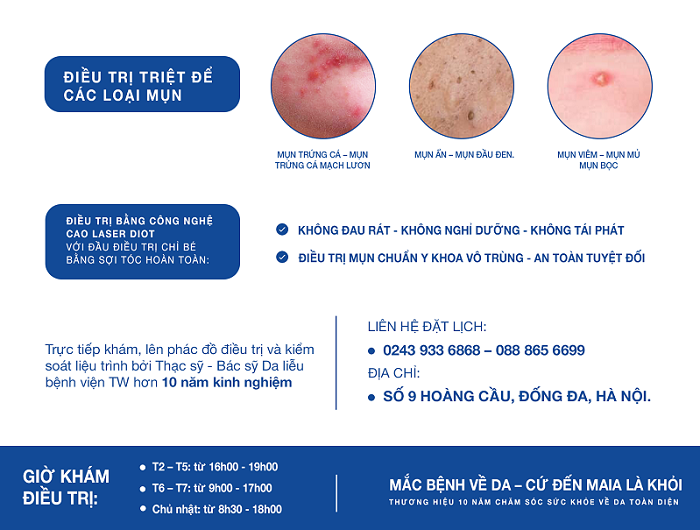 ĐIỀU TRỊ TRIỆT ĐỂ
CÁC LOẠI MỤN
MỤN TRỨNG CÁ – MỤN
TRỨNG CÁ MẠCH LƯƠN
MỤN ẨN – MỤN ĐẦU ĐEN.
MỤN VIÊM – MỤN MỦ
MỤN BỌC
ĐIỀU TRỊ BẰNG CÔNG NGHỆ
CAO LASER DIOT
VỚI ĐẦU ĐIỀU TRỊ CHỈ BÉ
BẰNG SỢI TÓC HOÀN TOÀN:
KHÔNG ĐAU RÁT - KHÔNG NGHỈ DƯỠNG - KHÔNG TÁI PHÁT
ĐIỀU TRỊ MỤN CHUẨN Y KHOA VÔ TRÙNG - AN TOÀN TUYỆT ĐỐI
Trực tiếp khám, lên phác đồ điều trị và kiểm
soát liệu trình bởi Thạc sỹ - Bác sỹ Da liễu
bệnh viện TW hơn 10 năm kinh nghiệm
LIÊN HỆ ĐẶT LỊCH:
• 0243 933 6868 – 088 865 6699
ĐỊA CHỈ:
• SỐ 9 HOÀNG CẦU, ĐỐNG ĐA, HÀ NỘI.
GIỜ KHÁM
ĐIỀU TRỊ:
• T2 – T5: từ 16h00 - 19h00
• T6 – T7: từ 9h00 - 17h00
• Chủ nhật: từ 8h30 - 18h00
MẮC BỆNH VỀ DA – CỨ ĐẾN MAIA LÀ KHỎI
THƯƠNG HIỆU 10 NĂM CHĂM SÓC SỨC KHỎE VỀ DA TOÀN DIỆN